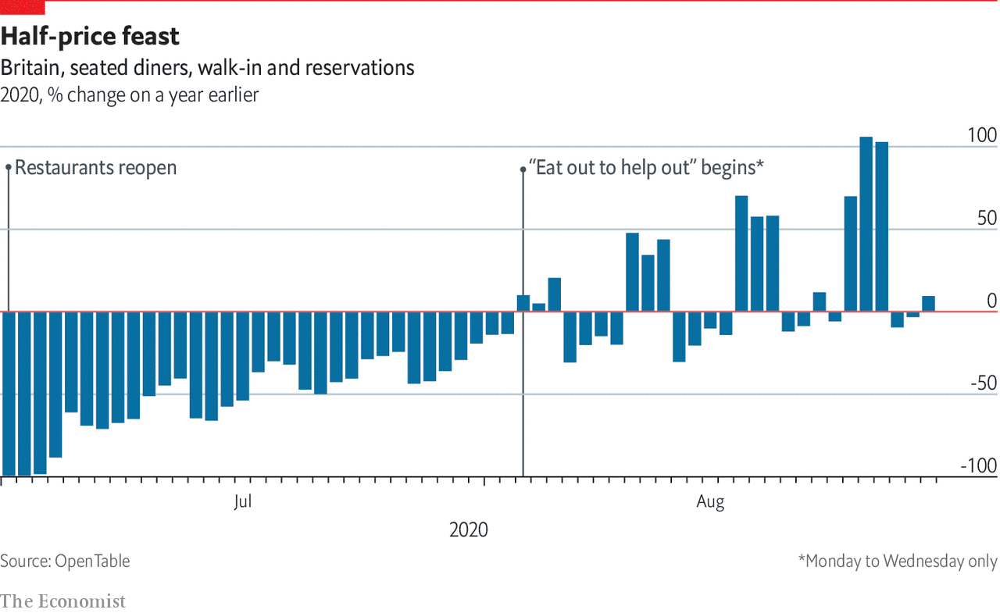 Half-price feast
Britain, seated diners, walk-in and reservations
2020, % change on a year earlier
100
Restaurants reopen
“Eat out to help out” begins*
50
0
-50
-100
Jul
Aug
2020
Source: OpenTable
*Monday to Wednesday only
The Economist